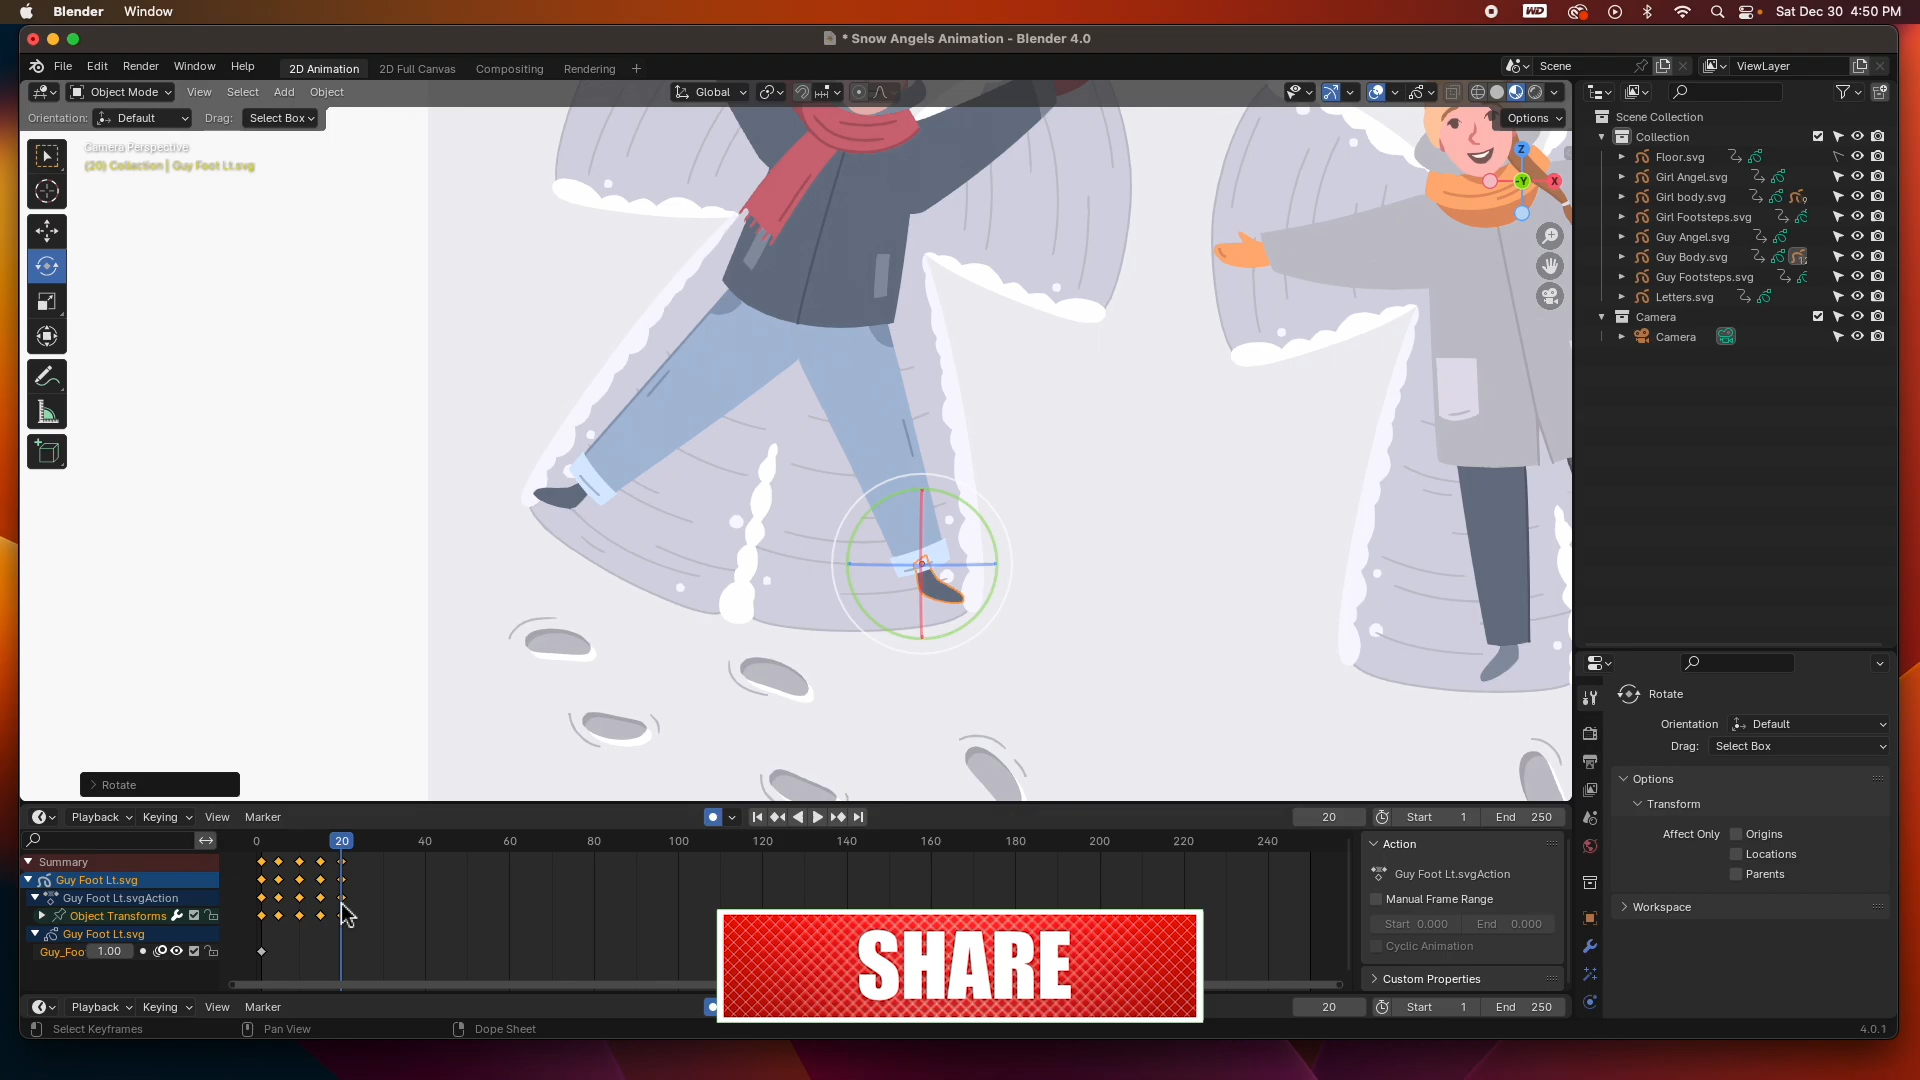 Blender Window
WD Sat Dec 30 4:50 PM
* Snow Angels Animation - Blender 4.0
File Edit Render Window Help 2D Animation 2D Full Canvas Compositing Rendering + Scene ViewLayer
Object Mode View Select Add Object Global
Orientation: Default Drag: Select Box Options
Camera Perspective
(20) Collection | Guy Foot Lt.svg
Z
-Y X
Scene Collection
Collection
Floor.svg
Girl Angel.svg
Girl body.svg
Girl Footsteps.svg
Guy Angel.svg
Guy Body.svg
Guy Footsteps.svg
Letters.svg
Camera
Camera
Rotate
Orientation Default
Drag: Select Box
Options
Transform
Affect Only Origins
Locations
Parents
Workspace
Rotate
Playback Keying View Marker 20 Start 1 End 250
0 20 40 60 80 100 120 140 160 180 200 220 240
Summary
Guy Foot Lt.svg
Guy Foot Lt.svgAction
Object Transforms
Guy Foot Lt.svg
Guy_Foo 1.00
Action
Guy Foot Lt.svgAction
Manual Frame Range
Start 0.000 End 0.000
Cyclic Animation
Custom Properties
SHARE
Playback Keying View Marker 20 Start 1 End 250
Select Keyframes Pan View Dope Sheet 4.0.1